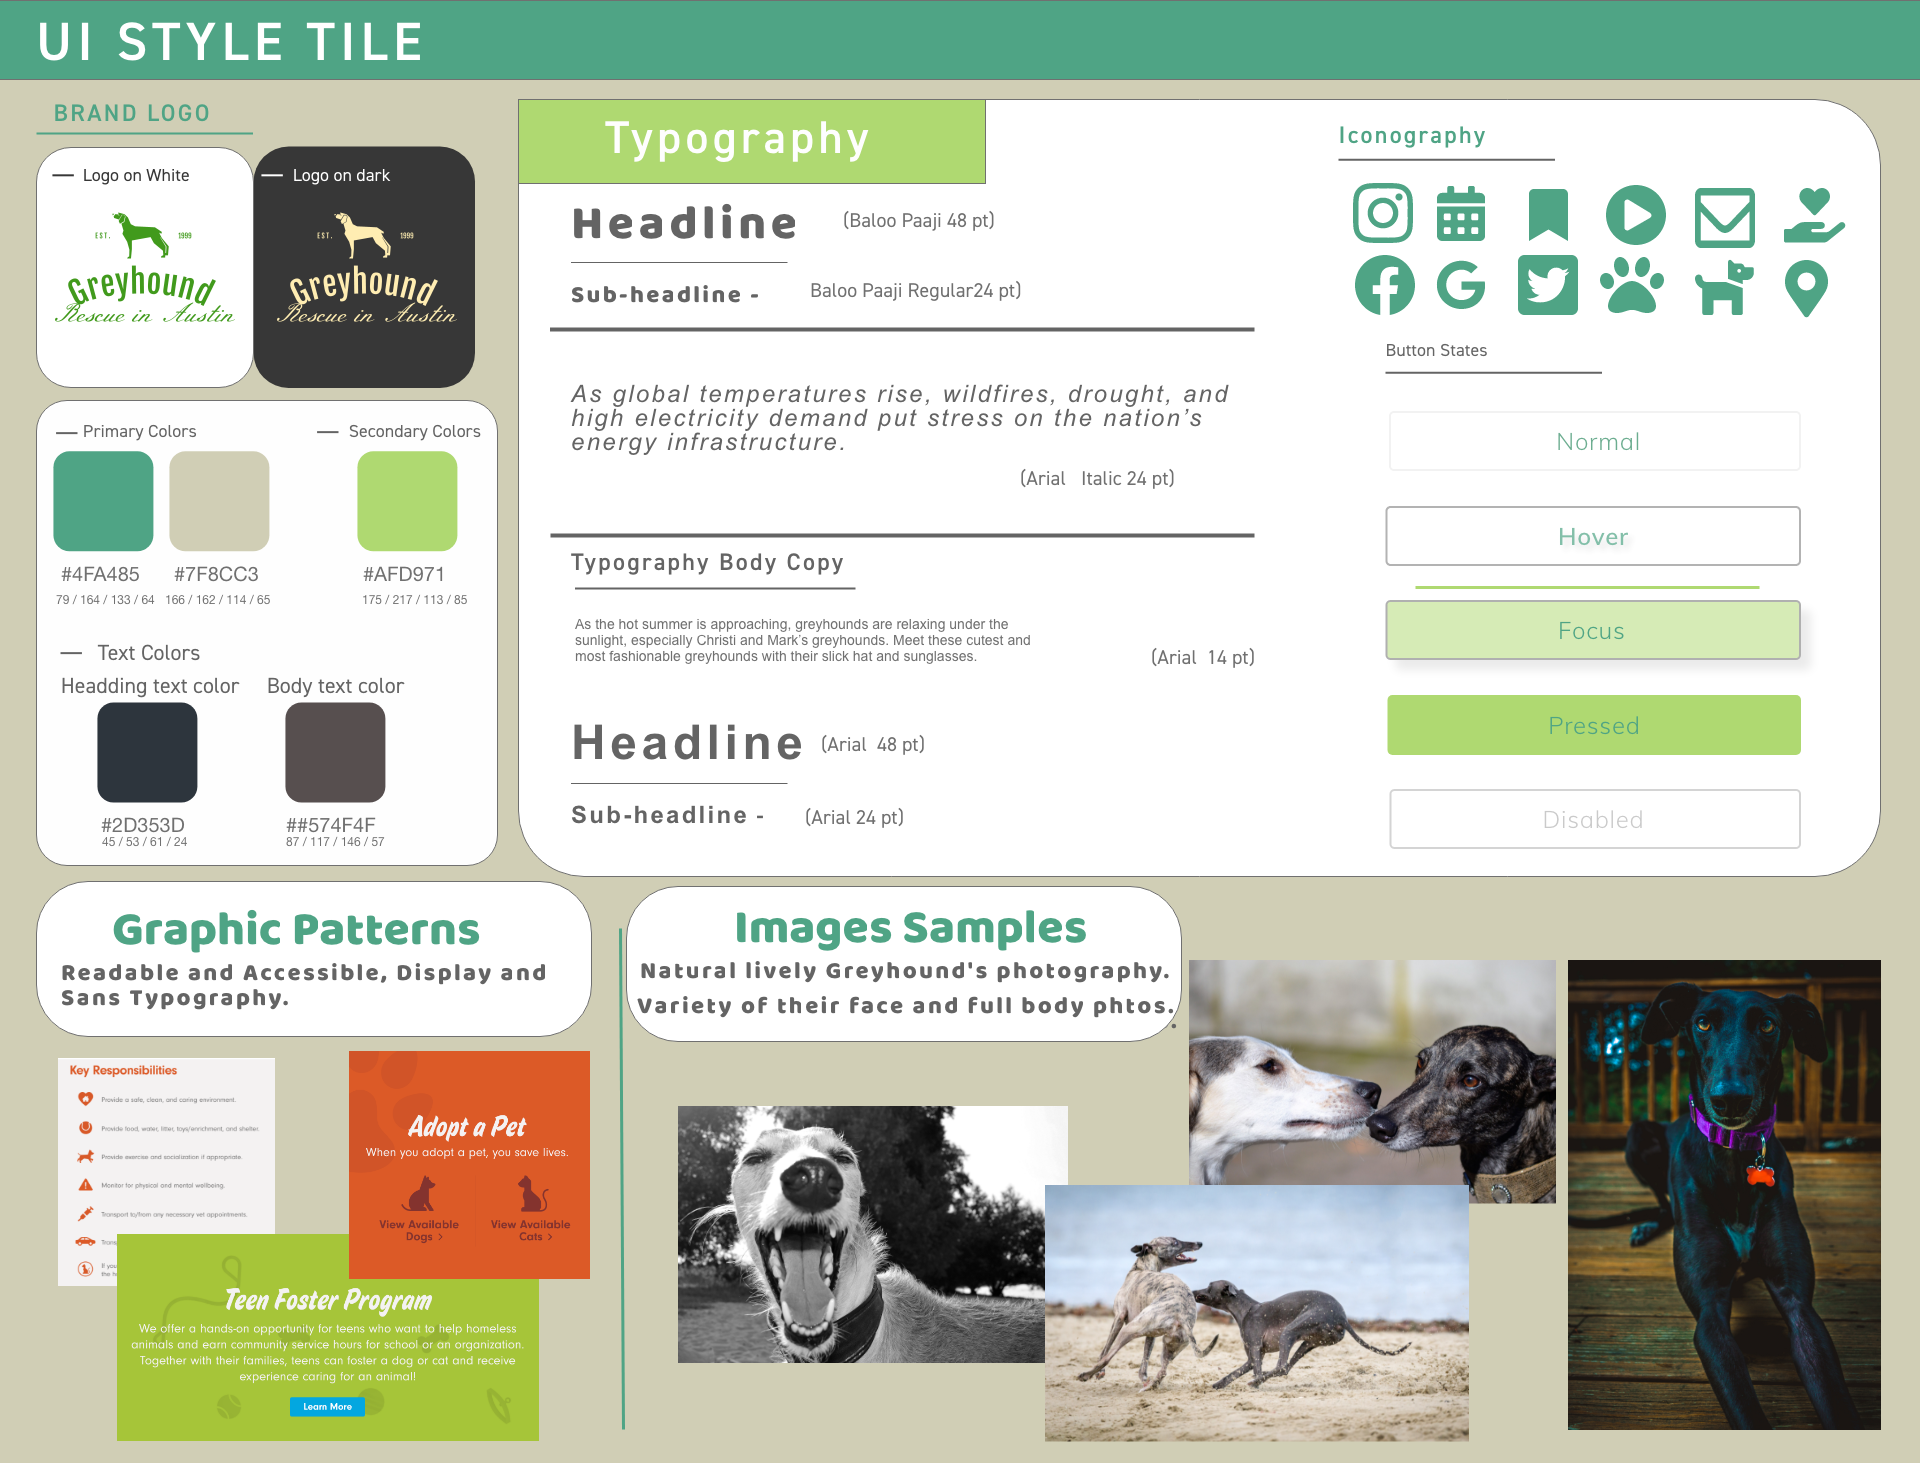 UI STYLE TILE
BRAND LOGO
Logo on White
EST. 1999
Greyhound
Rescue in Austin
Logo on dark
EST. 1999
Greyhound
Rescue in Austin
Primary Colors
Secondary Colors
#4FA485
#7F8CC3
#AFD971
79 / 164 / 133 / 64
166 / 162 / 114 / 65
175 / 217 / 113 / 85
Text Colors
Headding text color
Body text color
#2D353D
##574F4F
45 / 53 / 61 / 24
87 / 117 / 146 / 57
Typography
Headline (Baloo Paaji 48 pt)
Sub-headline - Baloo Paaji Regular24 pt)
As global temperatures rise, wildfires, drought, and
high electricity demand put stress on the nation’s
energy infrastructure.
(Arial Italic 24 pt)
Typography Body Copy
As the hot summer is approaching, greyhounds are relaxing under the
sunlight, especially Christi and Mark’s greyhounds. Meet these cutest and
most fashionable greyhounds with their slick hat and sunglasses.
(Arial 14 pt)
Headline (Arial 48 pt)
Sub-headline - (Arial 24 pt)
Iconography
Button States
Normal
Hover
Focus
Pressed
Disabled
Graphic Patterns
Readable and Accessible, Display and
Sans Typography.
Key Responsibilities
Provide a safe, clean, and caring environment.
Provide food, water, litter, toys/enrichment, and shelter.
Provide exercise and socialization if appropriate.
Monitor for physical and mental wellbeing.
Transport to/from any necessary vet appointments.
If you
the
Adopt a Pet
When you adopt a pet, you save lives.
View Available
Dogs >
View Available
Cats >
Teen Foster Program
We offer a hands-on opportunity for teens who want to help homeless
animals and earn community service hours for school or an organization.
Together with their families, teens can foster a dog or cat and receive
experience caring for an animal!
Learn More
Images Samples
Natural lively Greyhound's photography.
Variety of their face and full body phtos.
.